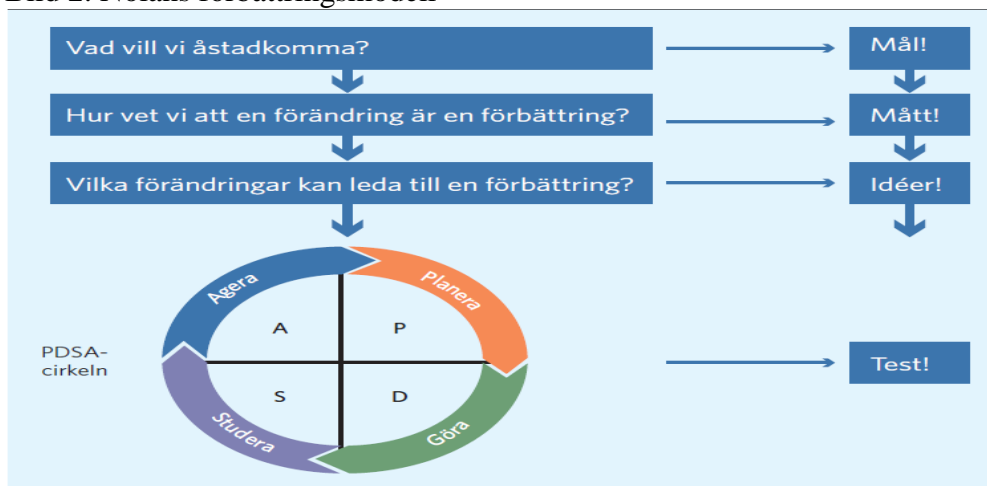 Vad vill vi åstadkomma?
Mål!
Hur vet vi att en förändring är en förbättring?
Mått!
Vilka förändringar kan leda till en förbättring?
Idéer!
Agera
Planera
A
P
PDSA-
cirkeln
Test!
S
D
Studera
Göra